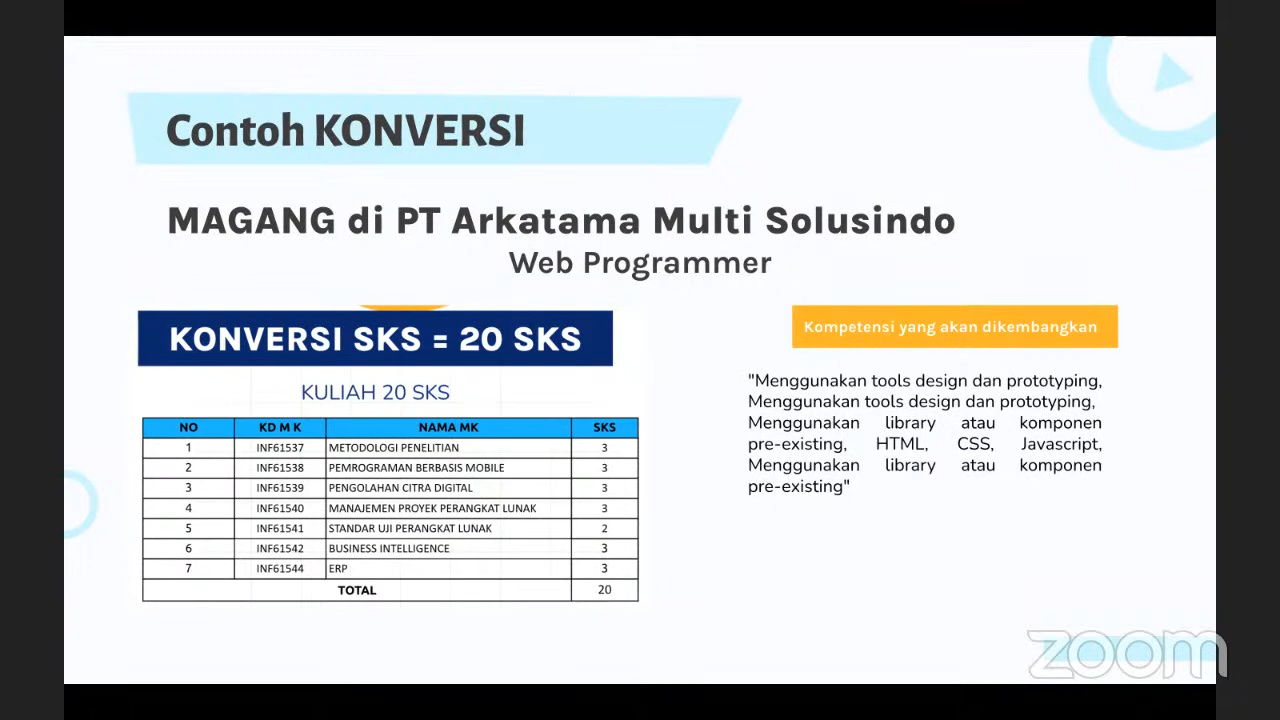 Contoh KONVERSI
MAGANG di PT Arkatama Multi Solusindo
Web Programmer
KONVERSI SKS = 20 SKS
KULIAH 20 SKS
NO KD M K NAMA MK SKS
1 INF61537 METODOLOGI PENELITIAN 3
2 INF61538 PEMROGRAMAN BERBASIS MOBILE 3
3 INF61539 PENGOLAHAN CITRA DIGITAL 3
4 INF61540 MANAJEMEN PROYEK PERANGKAT LUNAK 3
5 INF61541 STANDAR UJI PERANGKAT LUNAK 2
6 INF61542 BUSINESS INTELLIGENCE 3
7 INF61544 ERP 3
TOTAL 20
Kompetensi yang akan dikembangkan
"Menggunakan tools design dan prototyping,
Menggunakan tools design dan prototyping,
Menggunakan library atau komponen
pre-existing, HTML, CSS, Javascript,
Menggunakan library atau komponen
pre-existing"
zoom